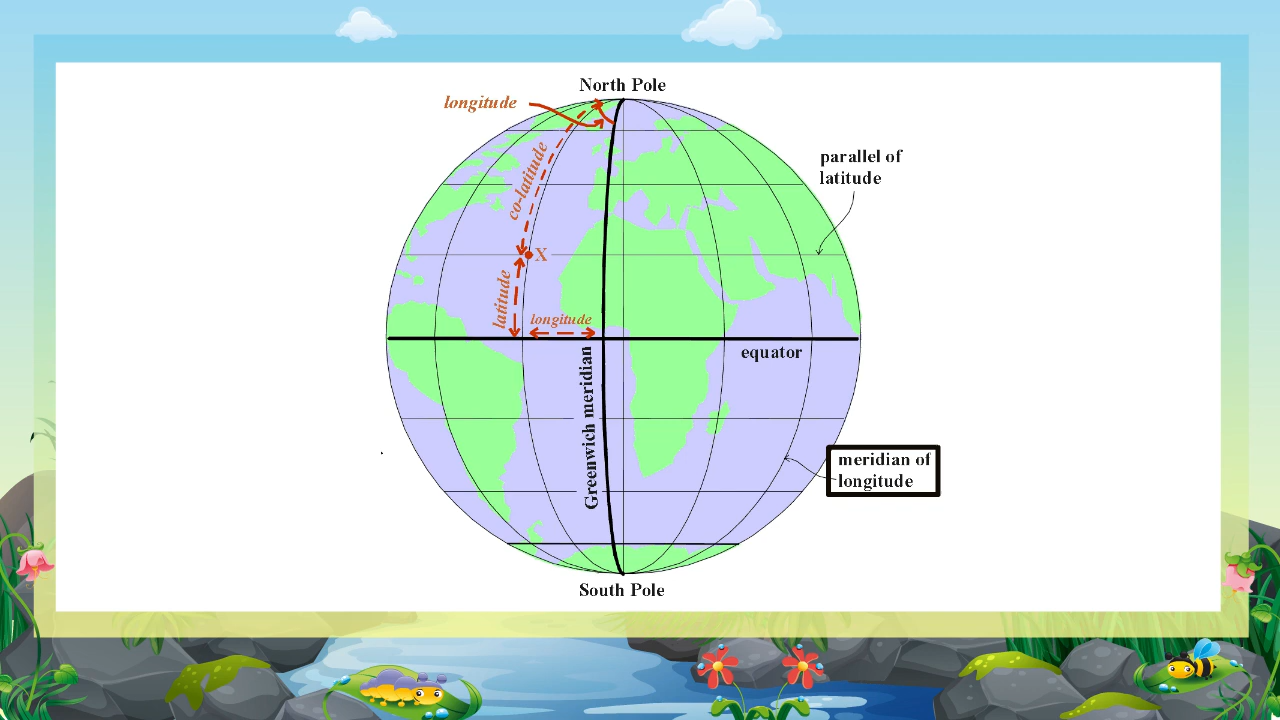 North Pole
longitude
co-latitude
parallel of
latitude
X
latitude
longitude
equator
Greenwich meridian
meridian of
longitude
South Pole